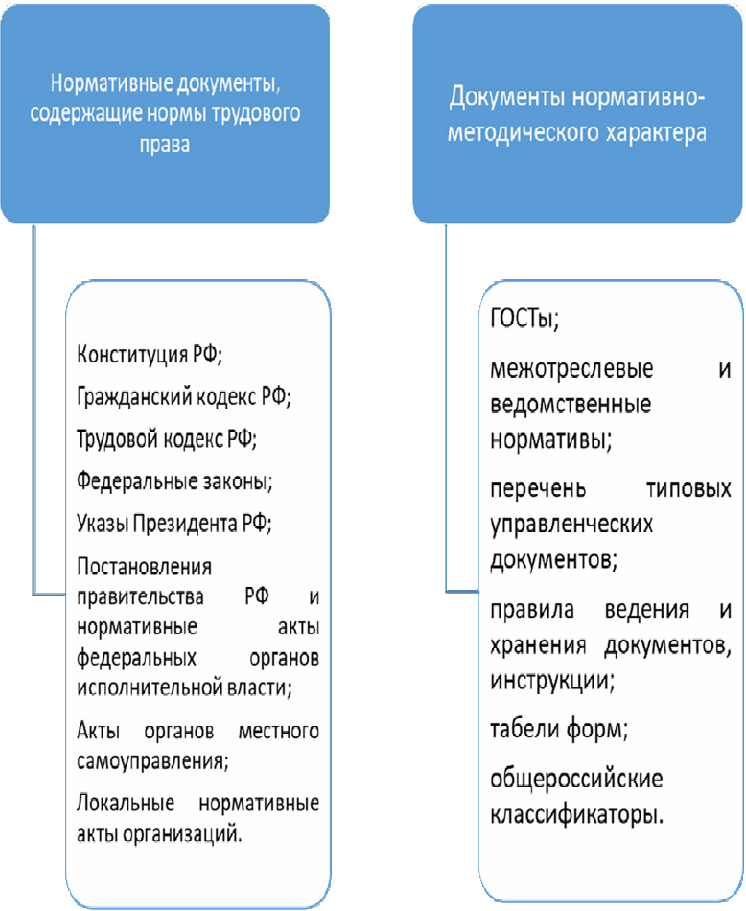 Нормативные документы,
содержащие нормы трудового
права
Конституция РФ;
Гражданский кодекс РФ;
Трудовой кодекс РФ;
Федеральные законы;
Указы Президента РФ;
Постановления
правительства РФ и
нормативные акты
федеральных органов
исполнительной власти;
Акты органов местного
самоуправления;
Локальные нормативные
акты организаций.
Документы нормативно-
методического характера
ГОСТы;
межотреслевые и
ведомственные
нормативы;
перечень типовых
управленческих
документов;
правила ведения и
хранения документов,
инструкции;
табели форм;
общероссийские
классификаторы.